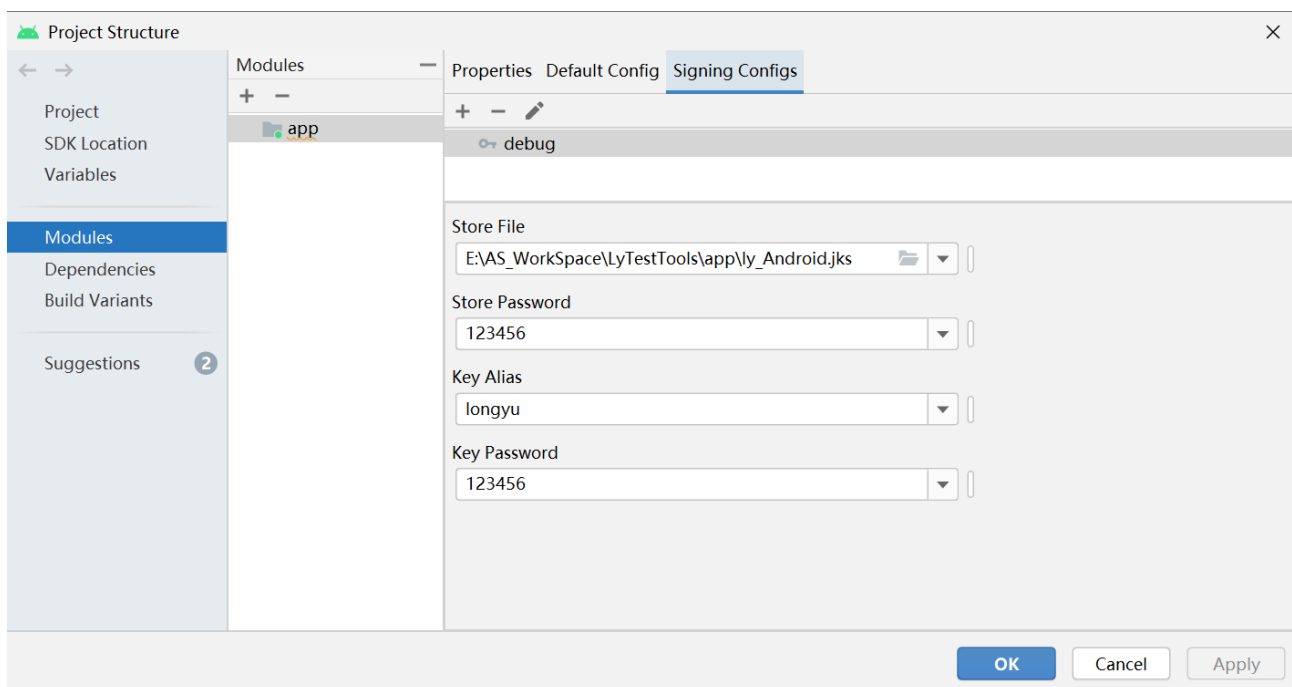 Project Structure
Project
SDK Location
Variables
Modules
Dependencies
Build Variants
Suggestions 2
Modules
app
Properties Default Config Signing Configs
debug
Store File
E:\AS_WorkSpace\LyTestTools\app\ly_Android.jks
Store Password
123456
Key Alias
longyu
Key Password
123456
OK Cancel Apply